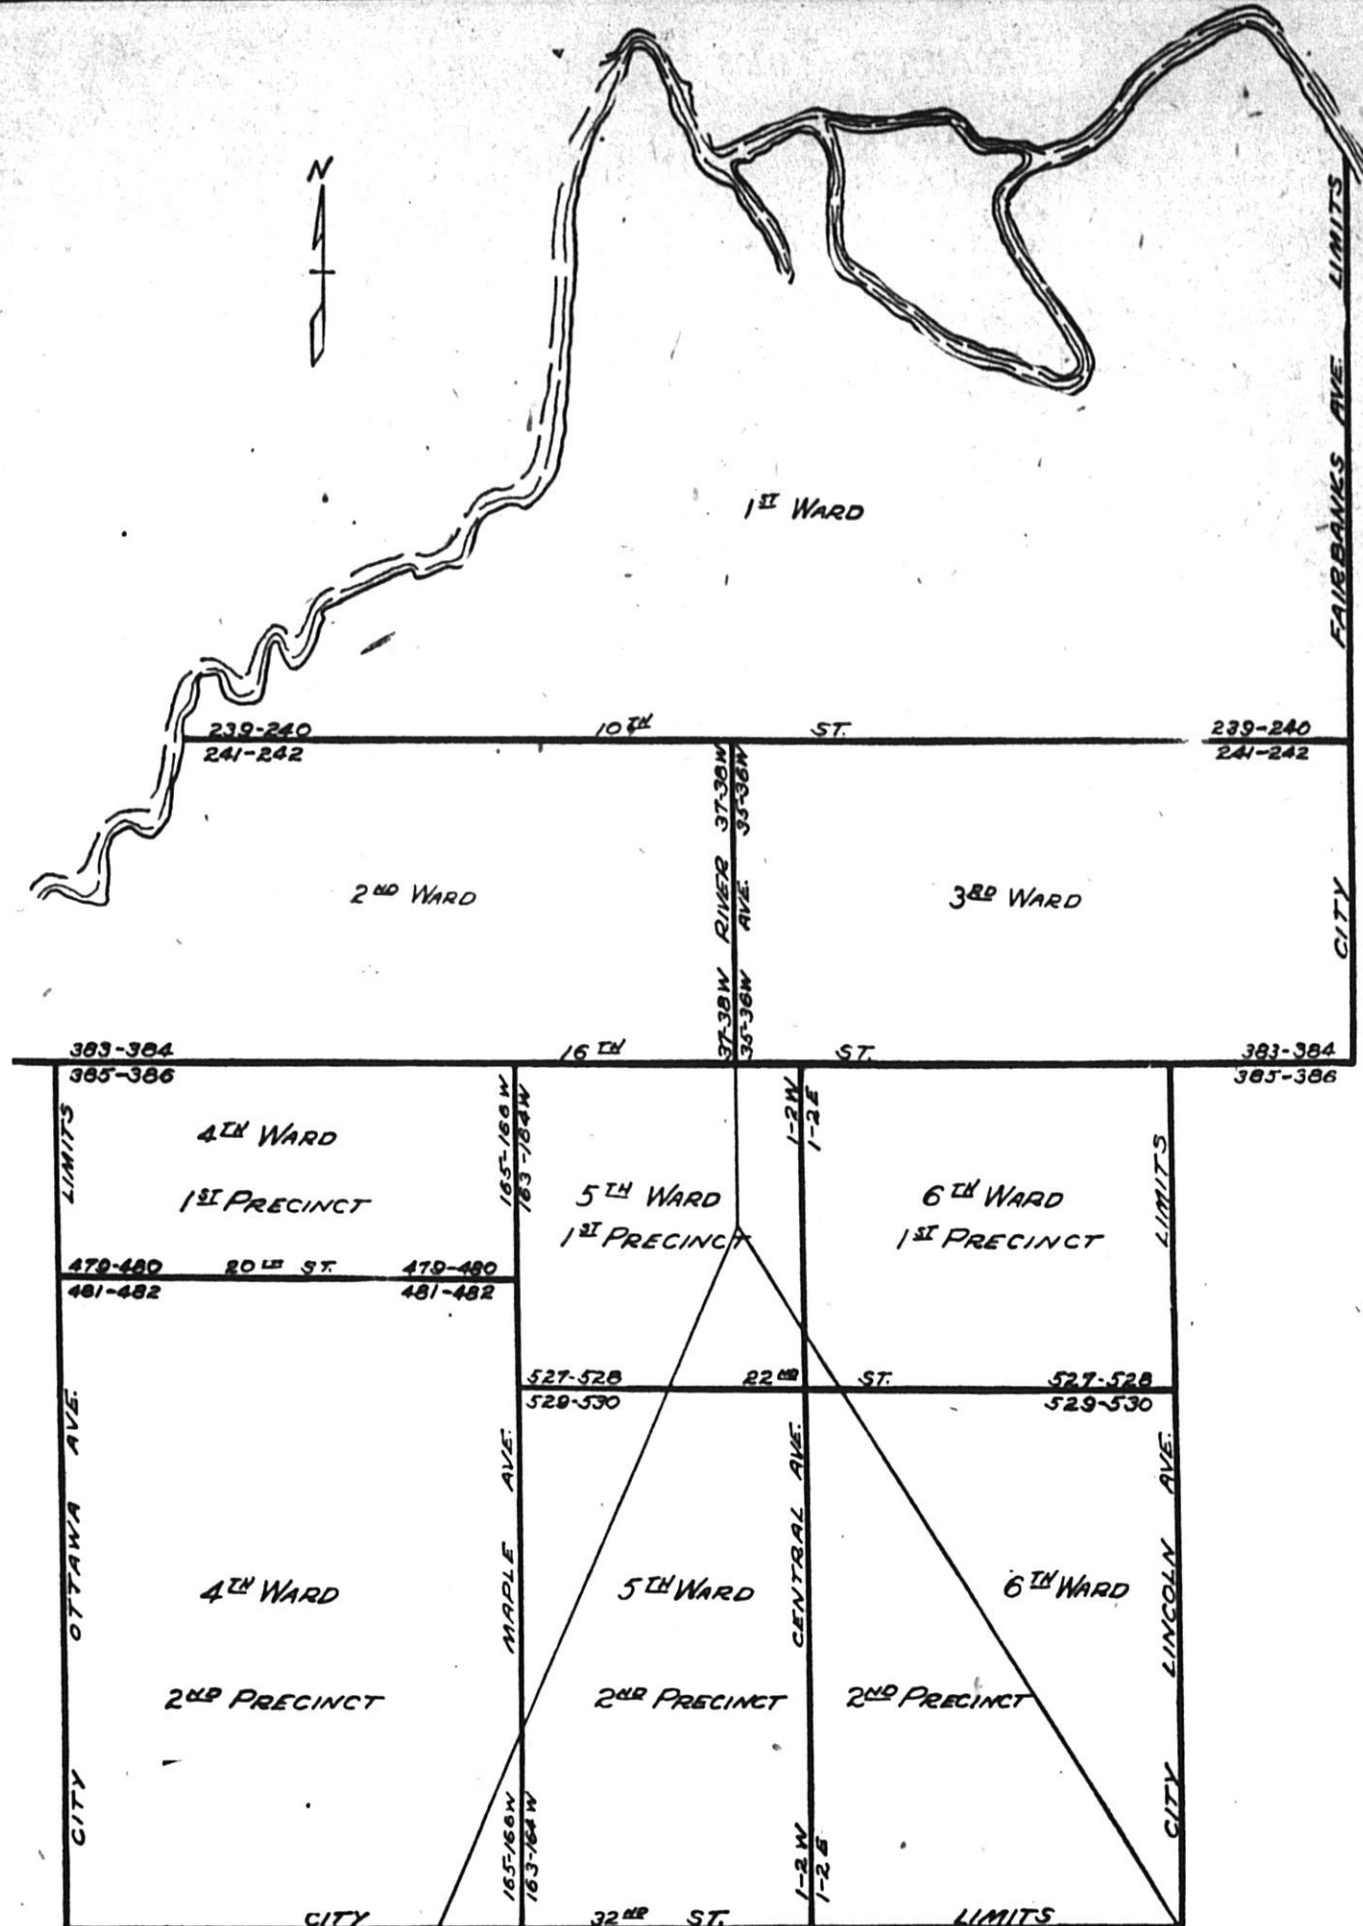 N
1ST WARD
FAIRBANKS AVE. LIMITS
CITY
239-240 10TH ST. 239-240
241-242 241-242
37-38W RIVER 37-38W
35-36W AVE. 35-36W
2ND WARD
3RD WARD
383-384 16TH ST. 383-384
385-386 385-386
LIMITS
4TH WARD
1ST PRECINCT
165-166W
163-164W
5TH WARD
1ST PRECINCT
1-2W
1-2E
6TH WARD
1ST PRECINCT
LIMITS
479-480 20TH ST. 479-480
481-482 481-482
527-528 22ND ST. 527-528
529-530 529-530
CITY OTTAWA AVE.
4TH WARD
2ND PRECINCT
MAPLE AVE.
5TH WARD
2ND PRECINCT
CENTRAL AVE.
6TH WARD
2ND PRECINCT
CITY LINCOLN AVE.
165-166W
163-164W
1-2W
1-2E
CITY 32ND ST. LIMITS